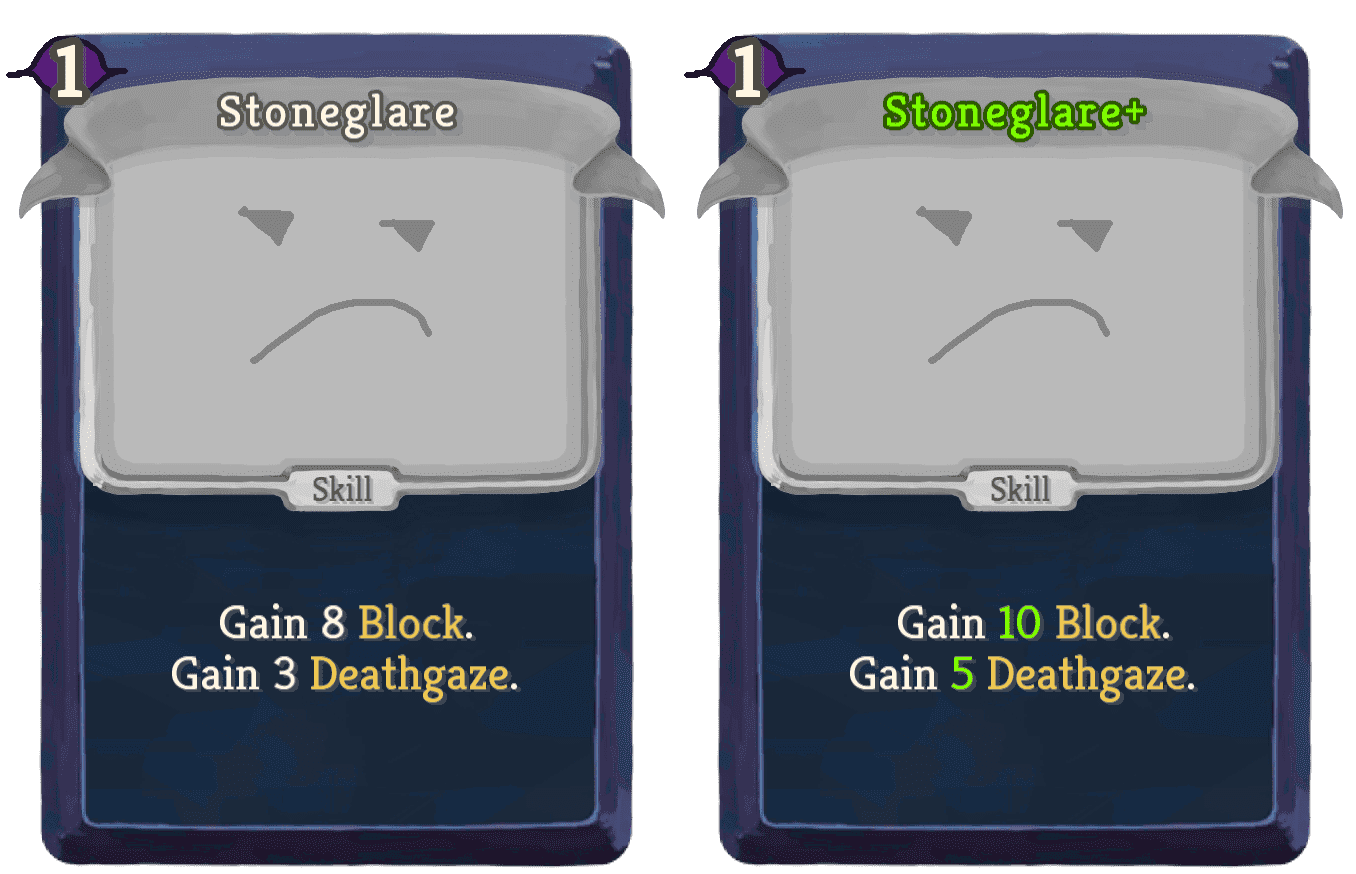 1
Stoneglare
Skill
Gain 8 Block.
Gain 3 Deathgaze.
1
Stoneglare+
Skill
Gain 10 Block.
Gain 5 Deathgaze.